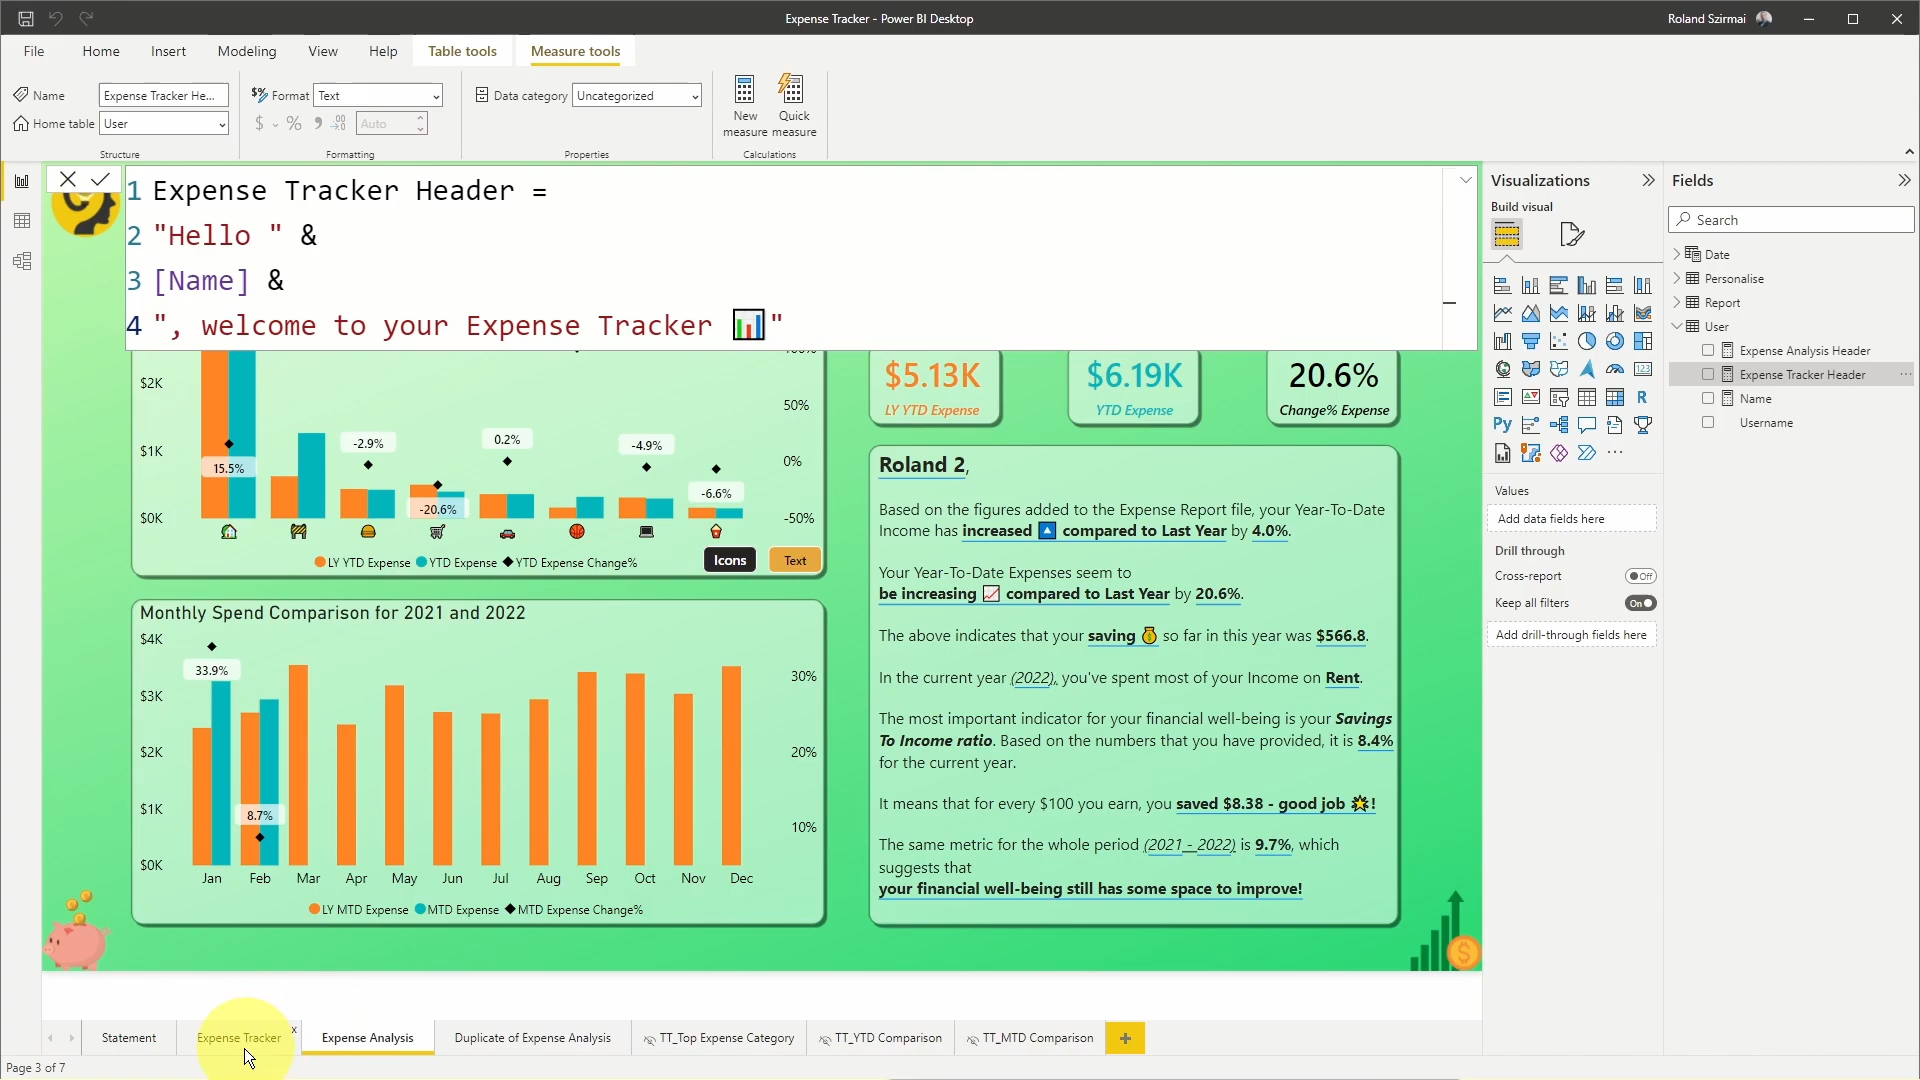 Expense Tracker - Power BI Desktop
Roland Szirmai
File Home Insert Modeling View Help Table tools Measure tools
Name Expense Tracker He...
Home table User
Structure
$% Format Text
$ % 9 .00 Auto
Formatting
Data category Uncategorized
Properties
New measure
Quick measure
Calculations
1 Expense Tracker Header =
2 "Hello " &
3 [Name] &
4 ", welcome to your Expense Tracker 📊"
$2K
$1K
$0K
50%
0%
-50%
15.5%
-2.9%
-20.6%
0.2%
-4.9%
-6.6%
LY YTD Expense YTD Expense YTD Expense Change%
Icons Text
Monthly Spend Comparison for 2021 and 2022
$4K
$3K
$2K
$1K
$0K
33.9%
8.7%
30%
20%
10%
Jan Feb Mar Apr May Jun Jul Aug Sep Oct Nov Dec
LY MTD Expense MTD Expense MTD Expense Change%
$5.13K
LY YTD Expense
$6.19K
YTD Expense
20.6%
Change% Expense
Roland 2,
Based on the figures added to the Expense Report file, your Year-To-Date
Income has increased 🔼 compared to Last Year by 4.0%.
Your Year-To-Date Expenses seem to
be increasing 📈 compared to Last Year by 20.6%.
The above indicates that your saving 💰 so far in this year was $566.8.
In the current year (2022), you've spent most of your Income on Rent.
The most important indicator for your financial well-being is your Savings
To Income ratio. Based on the numbers that you have provided, it is 8.4%
for the current year.
It means that for every $100 you earn, you saved $8.38 - good job 🌟!
The same metric for the whole period (2021 - 2022) is 9.7%, which
suggests that
your financial well-being still has some space to improve!
Visualizations
Build visual
123
R
Py
...
Values
Add data fields here
Drill through
Cross-report Off
Keep all filters On
Add drill-through fields here
Fields
Search
Date
Personalise
Report
User
Expense Analysis Header
Expense Tracker Header ...
Name
Username
Statement Expense Tracker x Expense Analysis Duplicate of Expense Analysis TT_Top Expense Category TT_YTD Comparison TT_MTD Comparison +
Page 3 of 7